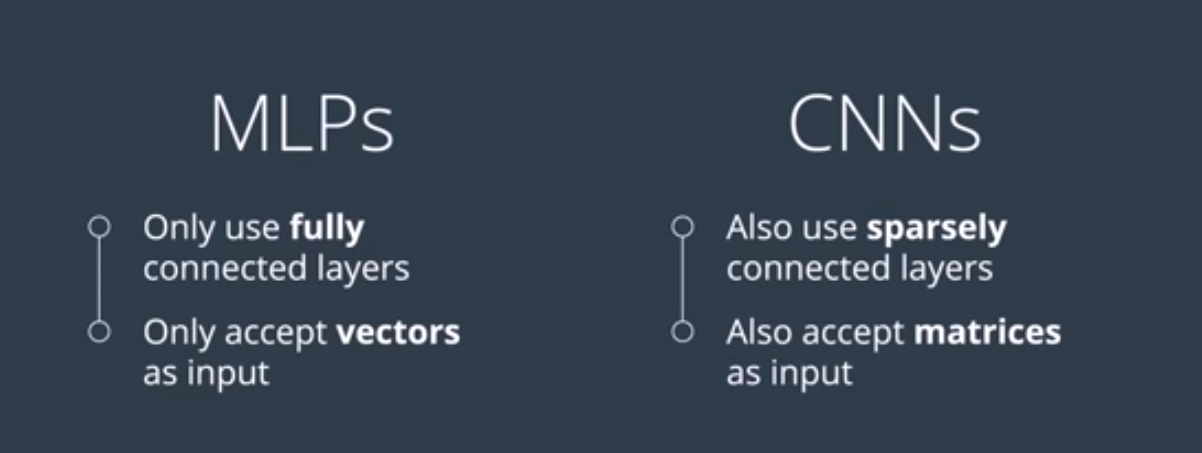 MLPs
Only use fully
connected layers
Only accept vectors
as input
CNNs
Also use sparsely
connected layers
Also accept matrices
as input